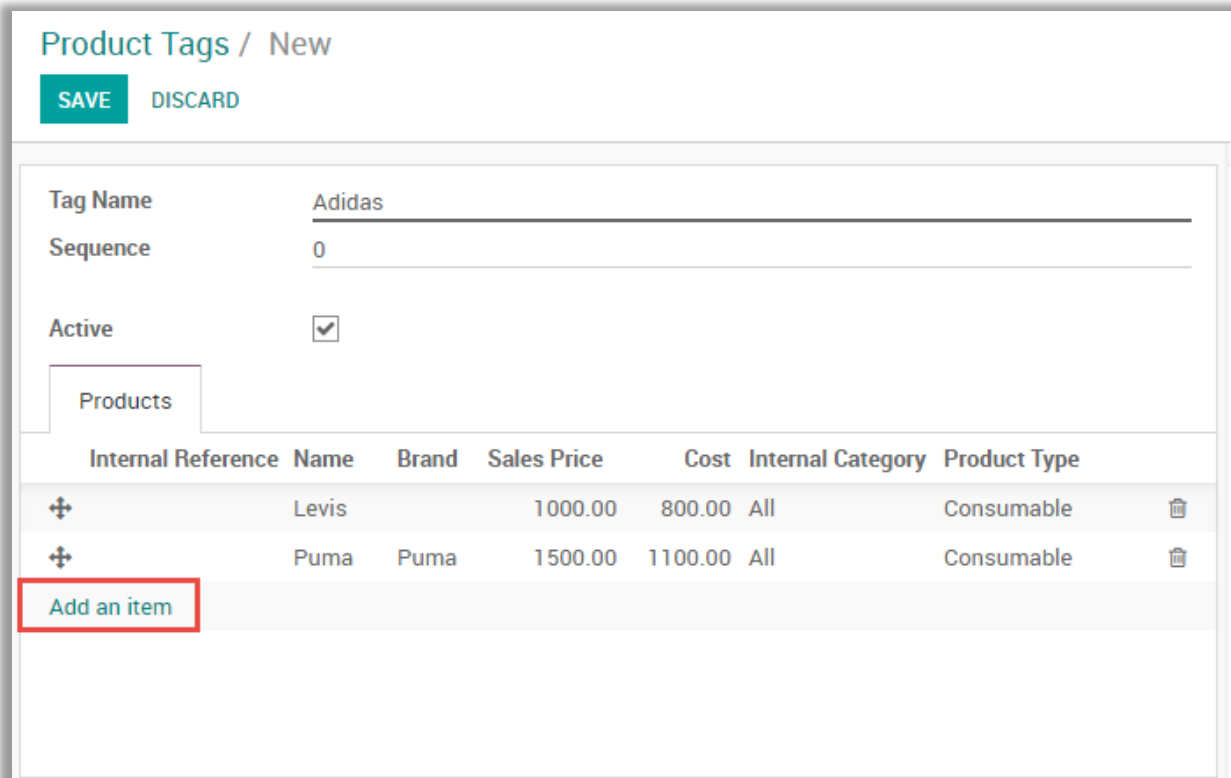 Product Tags / New
SAVE DISCARD
Tag Name Adidas
Sequence 0
Active
Products
Internal Reference Name Brand Sales Price Cost Internal Category Product Type
Levis 1000.00 800.00 All Consumable
Puma Puma 1500.00 1100.00 All Consumable
Add an item